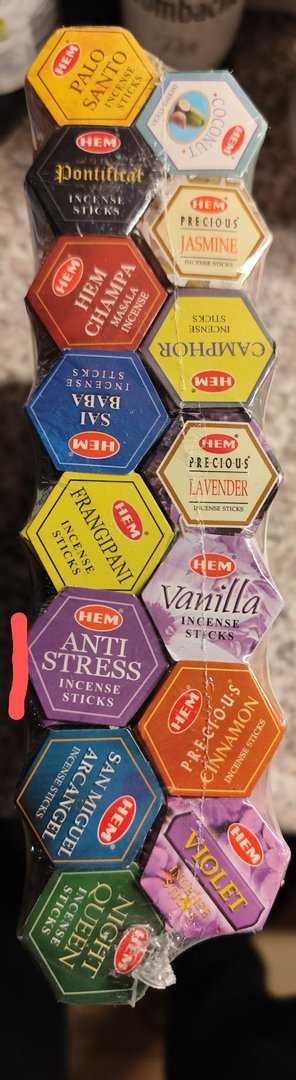 ombach
HEM
PALO
SANTO
INCENSE
STICKS
COCONUT
HEM
HEM
Pontifical
INCENSE
STICKS
HEM
PRECIOUS
JASMINE
INCENSE STICKS
HEM
HEM
CHAMPA
MASALA
INCENSE
HEM
CAMPHOR
INCENSE
STICKS
HEM
SAI
BABA
INCENSE
STICKS
HEM
PRECIOUS
LAVENDER
INCENSE STICKS
HEM
FRANGIPANI
INCENSE
STICKS
HEM
Vanilla
INCENSE
STICKS
HEM
ANTI
STRESS
INCENSE
STICKS
HEM
PRECIOUS
CINNAMON
INCENSE STICKS
HEM
SAN MIGUEL
ARCANGEL
INCENSE STICKS
HEM
VIOLET
INCENSE
STICKS
HEM
NIGHT
QUEEN
INCENSE
STICKS